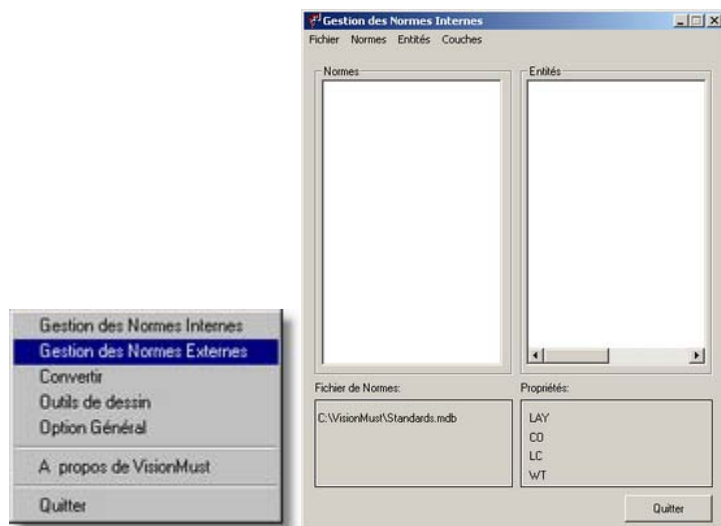 Gestion des Normes Internes
Gestion des Normes Externes
Convertir
Outils de dessin
Option Général
A propos de VisionMust
Quitter
Gestion des Normes Internes
Fichier Normes Entités Couches
Normes
Entités
Fichier de Normes:
C:\VisionMust\Standards.mdb
Propriétés:
LAY
CO
LC
WT
Quitter